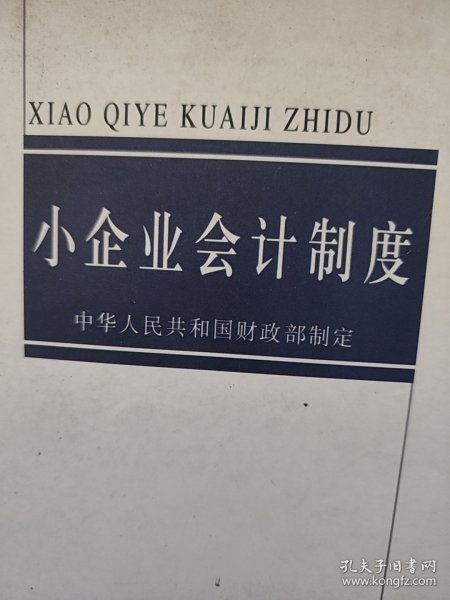 XIAO QIYE KUAIJI ZHIDU
小企业会计制度
中华人民共和国财政部制定
孔夫子旧书网
www.kongfz.com